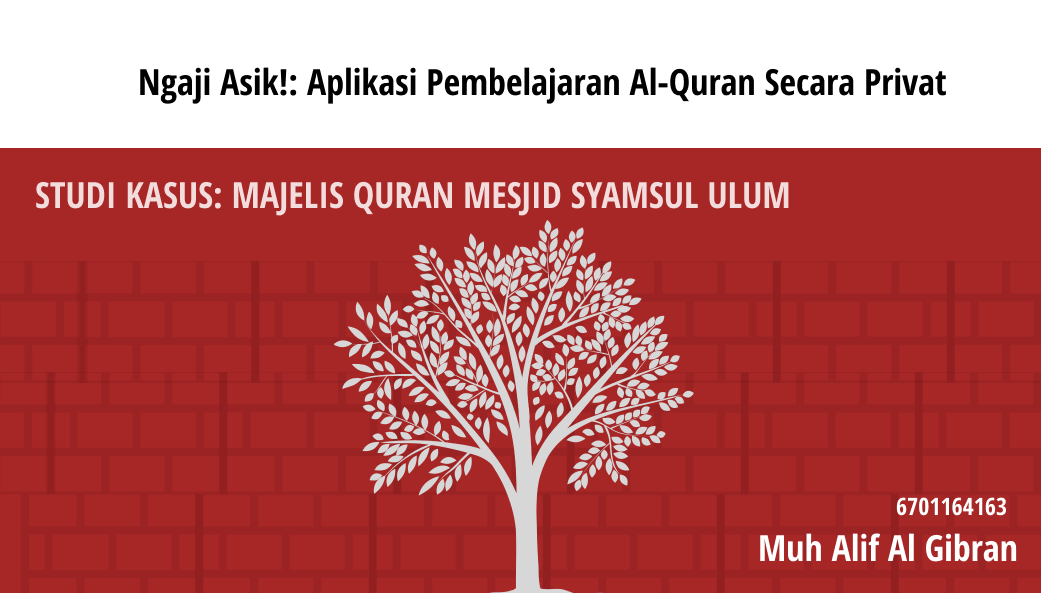 Ngaji Asik!: Aplikasi Pembelajaran Al-Quran Secara Privat
STUDI KASUS: MAJELIS QURAN MESJID SYAMSUL ULUM
6701164163
Muh Alif Al Gibran